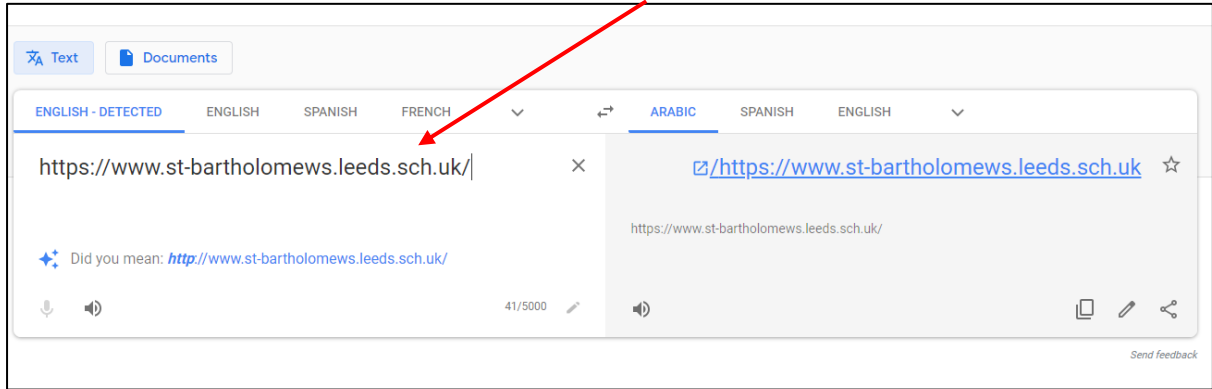 Text Documents
ENGLISH - DETECTED ENGLISH SPANISH FRENCH ARABIC SPANISH ENGLISH
https://www.st-bartholomews.leeds.sch.uk/
/https://www.st-bartholomews.leeds.sch.uk
https://www.st-bartholomews.leeds.sch.uk/
Did you mean: http://www.st-bartholomews.leeds.sch.uk/
41/5000
Send feedback